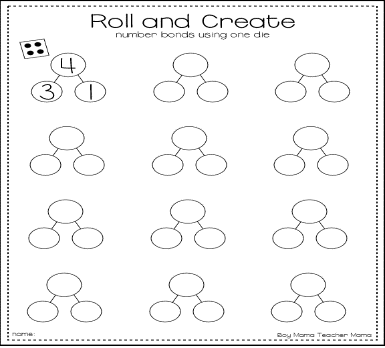 Roll and Create
number bonds using one die
4
3 1
name:
Boy Mama Teacher Mama